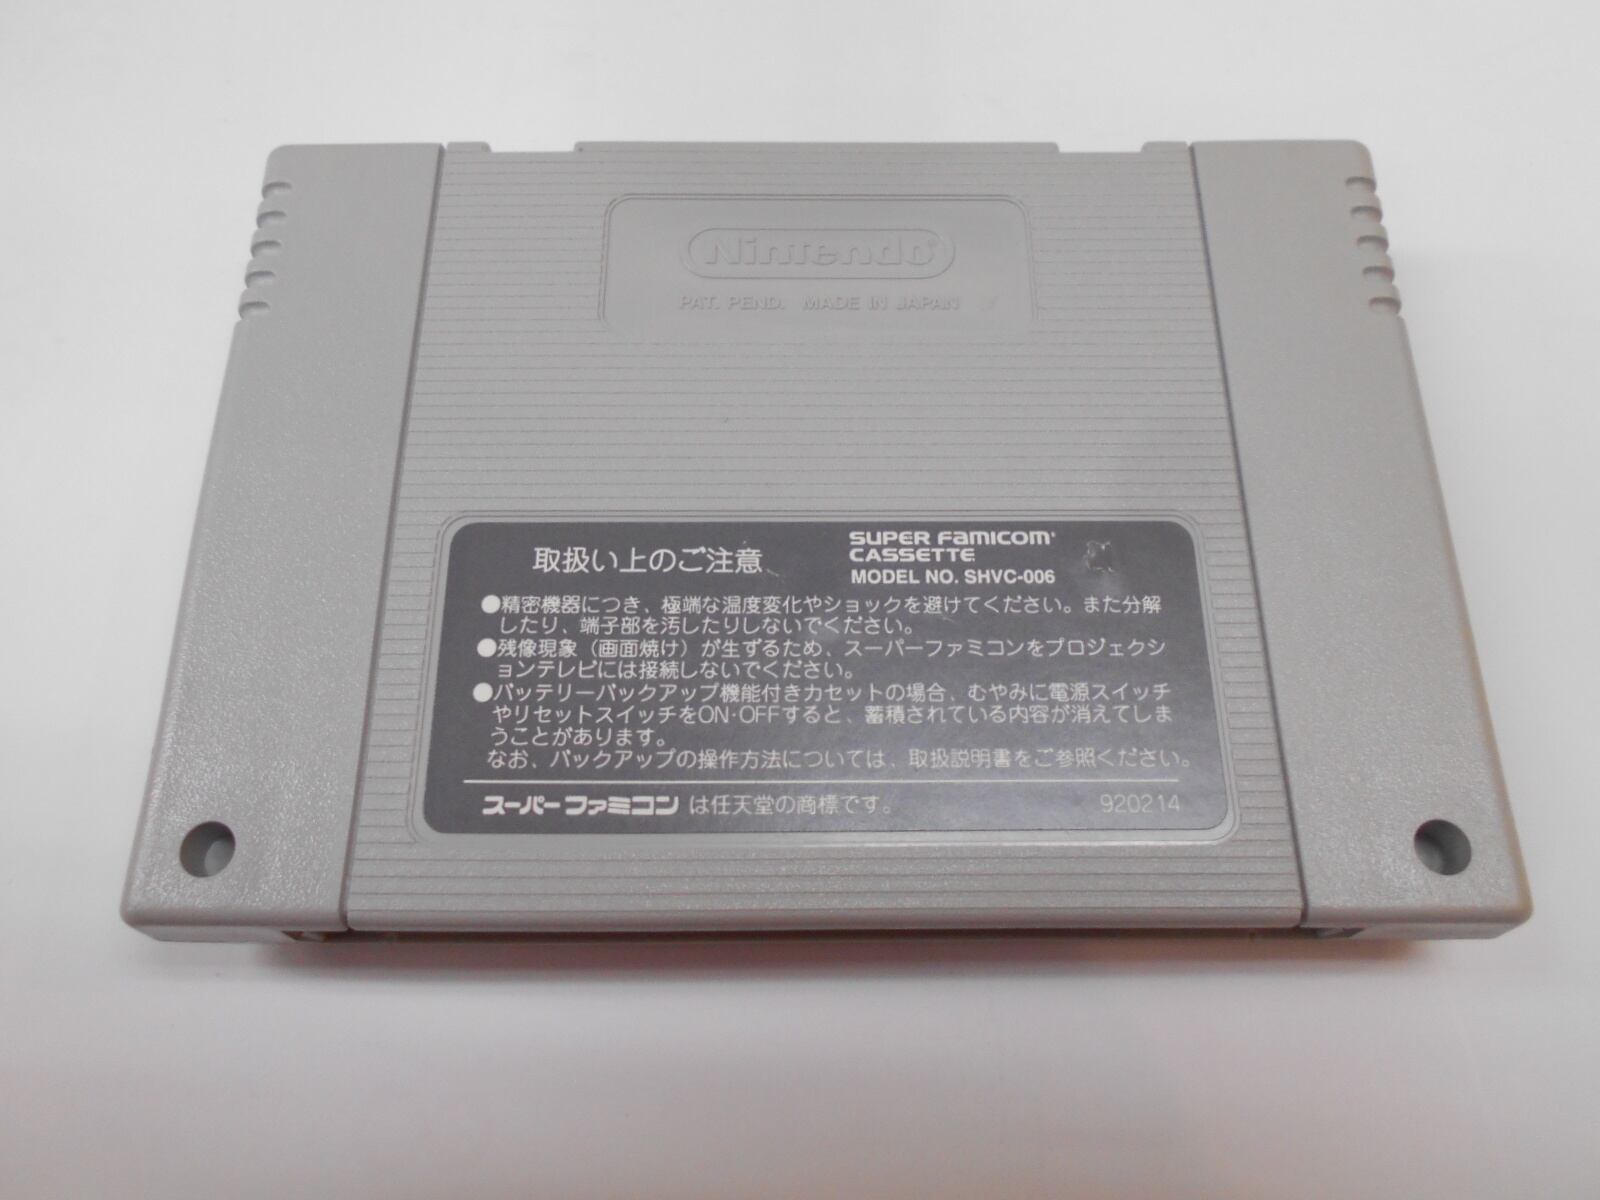 Nintendo®
PAT. PEND. MADE IN JAPAN
取扱い上のご注意
SUPER FAMICOM
CASSETTE
MODEL NO. SHVC-006
●精密機器につき、極端な温度変化やショックを避けてください。また分解
したり、端子部を汚したりしないでください。
●残像現象（画面焼け）が生ずるため、スーパーファミコンをプロジェクシ
ョンテレビには接続しないでください。
●バッテリーバックアップ機能付きカセットの場合、むやみに電源スイッチ
やリセットスイッチをON・OFFすると、蓄積されている内容が消えてしま
うことがあります。
なお、バックアップの操作方法については、取扱説明書をご参照ください。
スーパーファミコン は任天堂の商標です。
920214